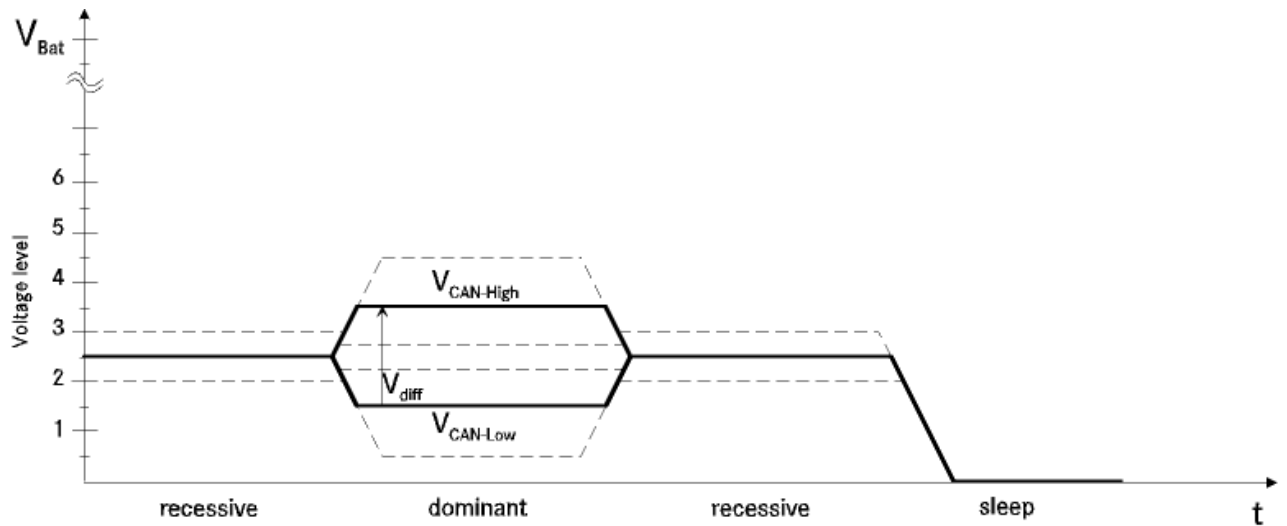 V_Bat
6
5
4
3
2
1
Voltage level
V_CAN-High
V_diff
V_CAN-Low
recessive dominant recessive sleep t